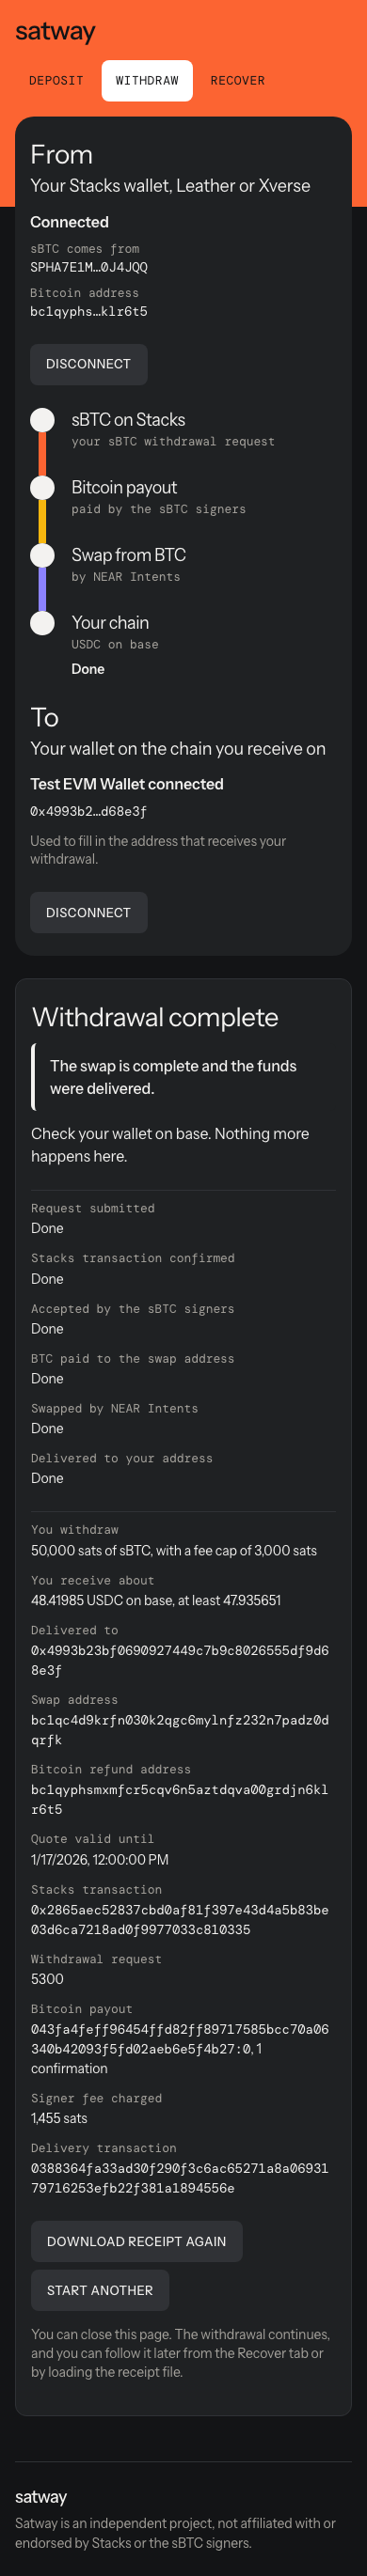 satway
DEPOSIT
WITHDRAW
RECOVER
From
Your Stacks wallet, Leather or Xverse
Connected
sBTC comes from
SPHA7E1M…0J4JQQ
Bitcoin address
bc1qyphs…klr6t5
DISCONNECT
sBTC on Stacks
your sBTC withdrawal request
Bitcoin payout
paid by the sBTC signers
Swap from BTC
by NEAR Intents
Your chain
USDC on base
Done
To
Your wallet on the chain you receive on
Test EVM Wallet connected
0x4993b2…d68e3f
Used to fill in the address that receives your
withdrawal.
DISCONNECT
Withdrawal complete
The swap is complete and the funds
were delivered.
Check your wallet on base. Nothing more
happens here.
Request submitted
Done
Stacks transaction confirmed
Done
Accepted by the sBTC signers
Done
BTC paid to the swap address
Done
Swapped by NEAR Intents
Done
Delivered to your address
Done
You withdraw
50,000 sats of sBTC, with a fee cap of 3,000 sats
You receive about
48.41985 USDC on base, at least 47.935651
Delivered to
0x4993b23bf0690927449c7b9c8026555df9d6
8e3f
Swap address
bc1qc4d9krfn030k2qgc6mylnfz232n7padz0d
qrfk
Bitcoin refund address
bc1qyphsmxmfcr5cqv6n5aztdqva00grdjn6kl
r6t5
Quote valid until
1/17/2026, 12:00:00 PM
Stacks transaction
0x2865aec52837cbd0af81f397e43d4a5b83be
03d6ca7218ad0f9977033c810335
Withdrawal request
5300
Bitcoin payout
043fa4feff96454ffd82ff89717585bcc70a06
340b42093f5fd02aeb6e5f4b27:0, 1
confirmation
Signer fee charged
1,455 sats
Delivery transaction
0388364fa33ad30f290f3c6ac65271a8a06931
79716253efb22f381a1894556e
DOWNLOAD RECEIPT AGAIN
START ANOTHER
You can close this page. The withdrawal continues,
and you can follow it later from the Recover tab or
by loading the receipt file.
satway
Satway is an independent project, not affiliated with or
endorsed by Stacks or the sBTC signers.